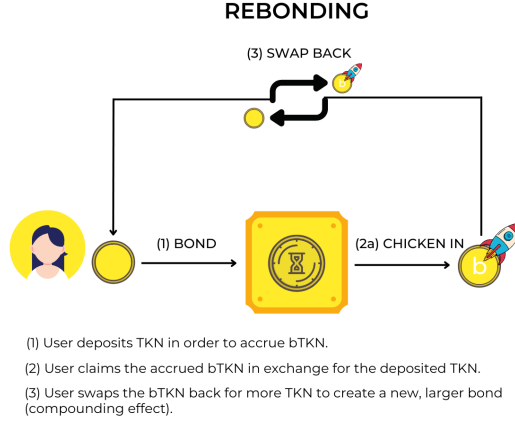 REBONDING
(3) SWAP BACK
b
(1) BOND
(2a) CHICKEN IN
b
(1) User deposits TKN in order to accrue bTKN.
(2) User claims the accrued bTKN in exchange for the deposited TKN.
(3) User swaps the bTKN back for more TKN to create a new, larger bond
(compounding effect).